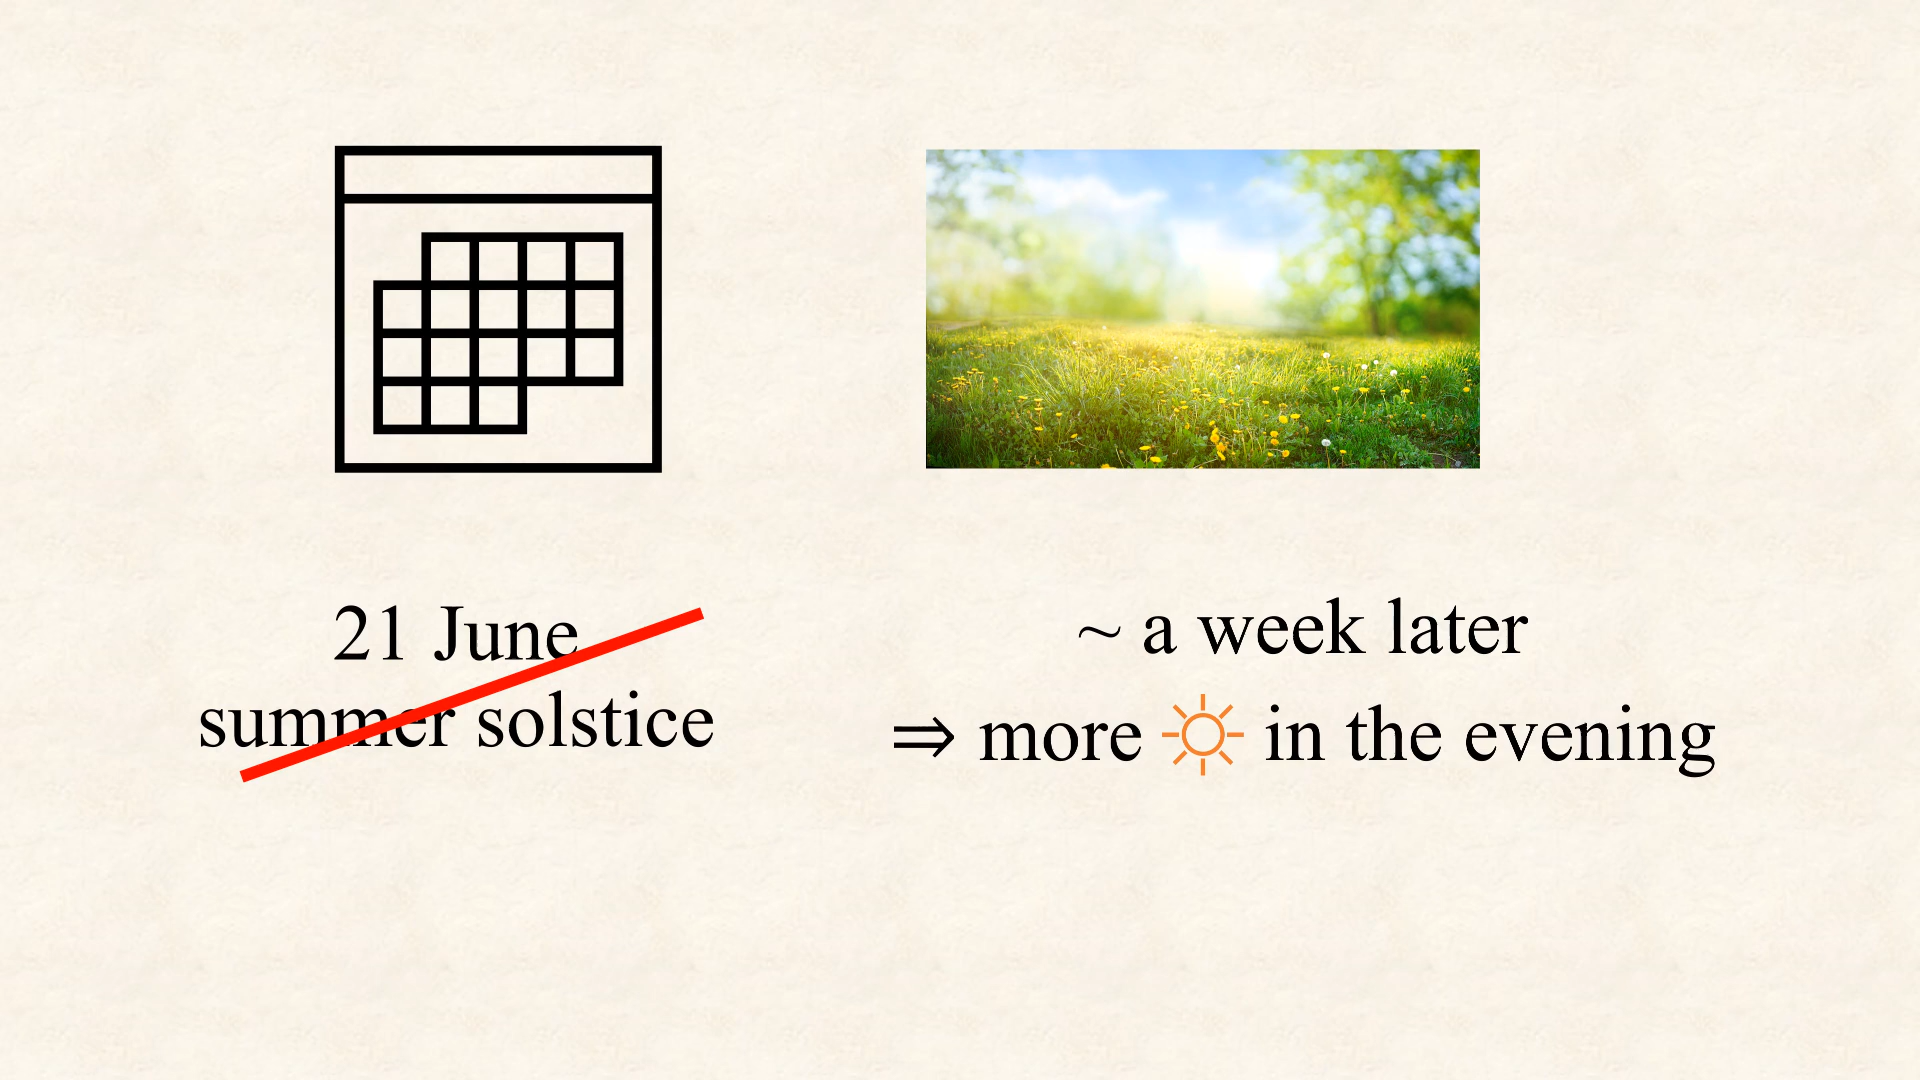 21 June
summer solstice
~ a week later
⇒ more ☼ in the evening